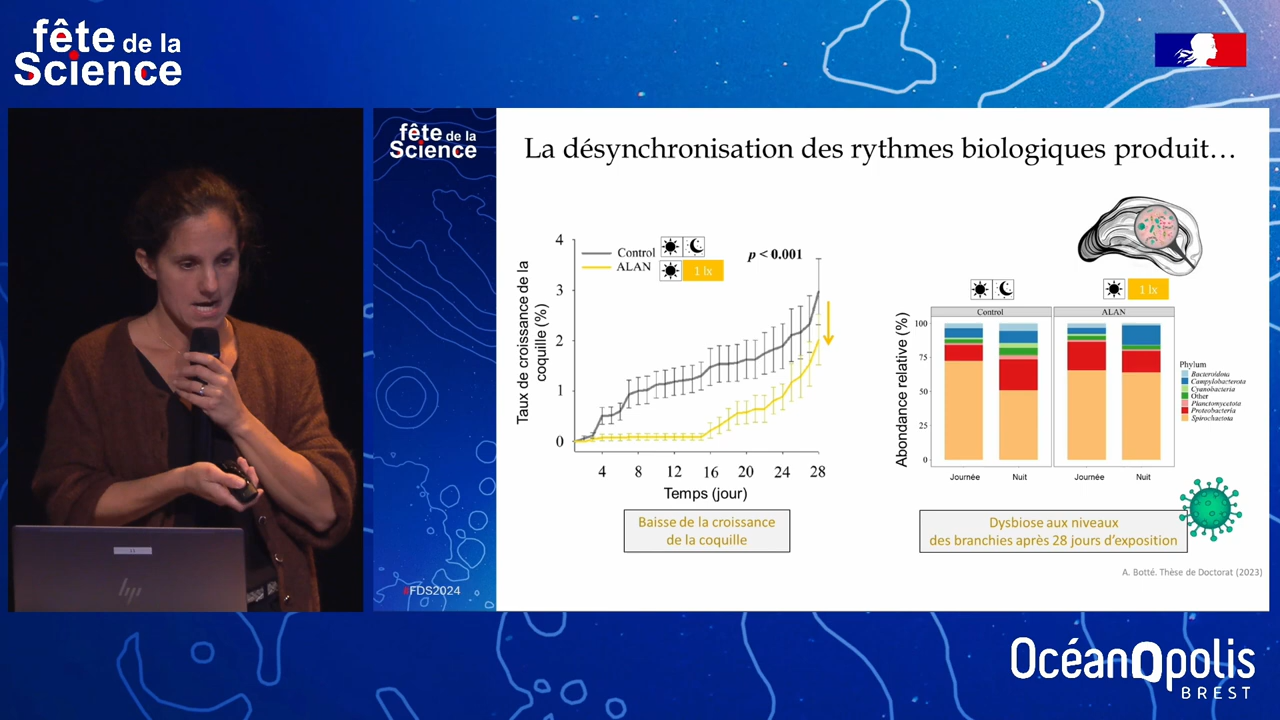 fête de la
Science
fête de la
Science
La désynchronisation des rythmes biologiques produit…
Taux de croissance de la
coquille (%)
4
3
2
1
0
Control
ALAN
1 lx
p < 0.001
4 8 12 16 20 24 28
Temps (jour)
Baisse de la croissance
de la coquille
1 lx
Control ALAN
Abondance relative (%)
100
75
50
25
0
Journée Nuit Journée Nuit
Phylum
Bacteroidota
Campylobacterota
Cyanobacteria
Other
Planctomycetota
Proteobacteria
Spirochaetota
Dysbiose aux niveaux
des branchies après 28 jours d’exposition
A. Botté. Thèse de Doctorat (2023)
#FDS2024
hp
OcéanOpolis
BREST